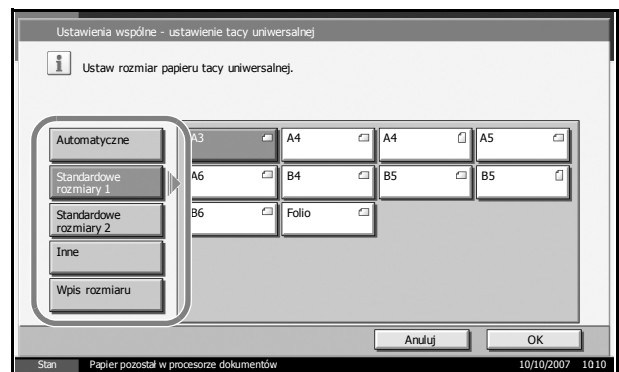 Ustawienia wspólne - ustawienie tacy uniwersalnej
Ustaw rozmiar papieru tacy uniwersalnej.
Automatyczne
Standardowe
rozmiary 1
Standardowe
rozmiary 2
Inne
Wpis rozmiaru
A3 A4 A4 A5
A6 B4 B5 B5
B6 Folio
Anuluj OK
Stan Papier pozostał w procesorze dokumentów 10/10/2007 10:10